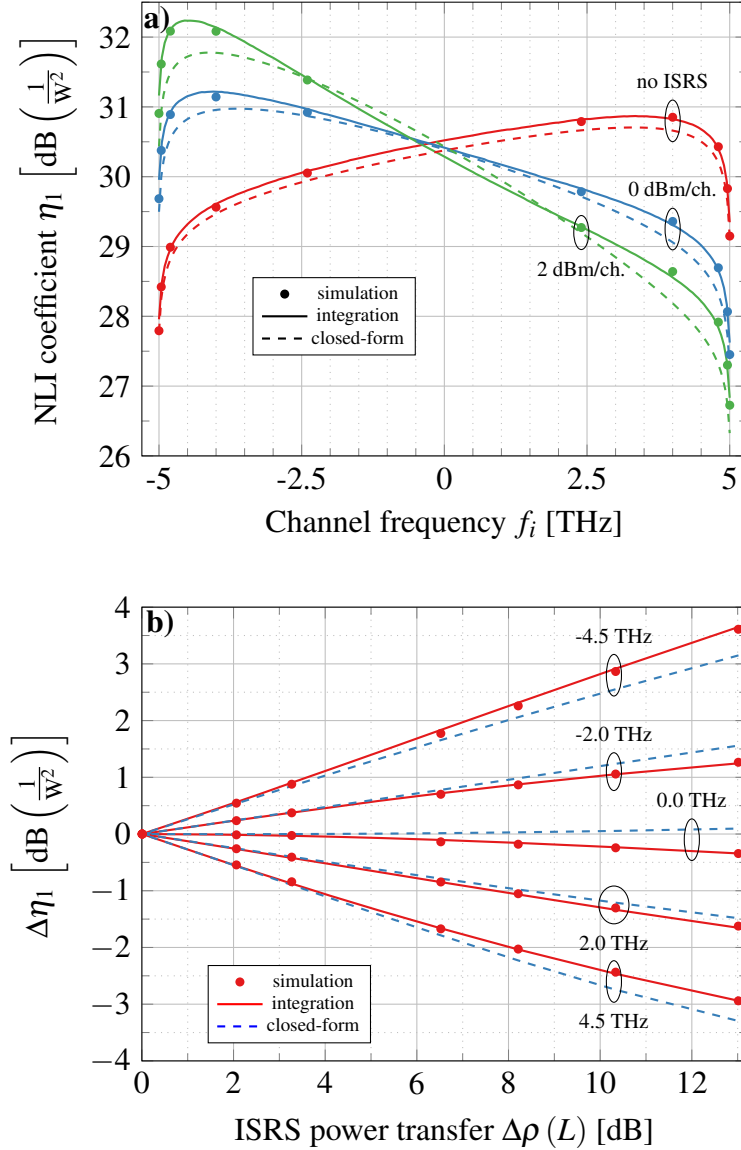 a)
NLI coefficient η₁ [dB (1/W²)]
32
31
30
29
28
27
26
no ISRS
0 dBm/ch.
2 dBm/ch.
simulation
integration
closed-form
-5
-2.5
0
2.5
5
Channel frequency fᵢ [THz]
b)
Δη₁ [dB (1/W²)]
4
3
2
1
0
−1
−2
−3
−4
-4.5 THz
-2.0 THz
0.0 THz
2.0 THz
4.5 THz
simulation
integration
closed-form
0
2
4
6
8
10
12
ISRS power transfer Δρ (L) [dB]